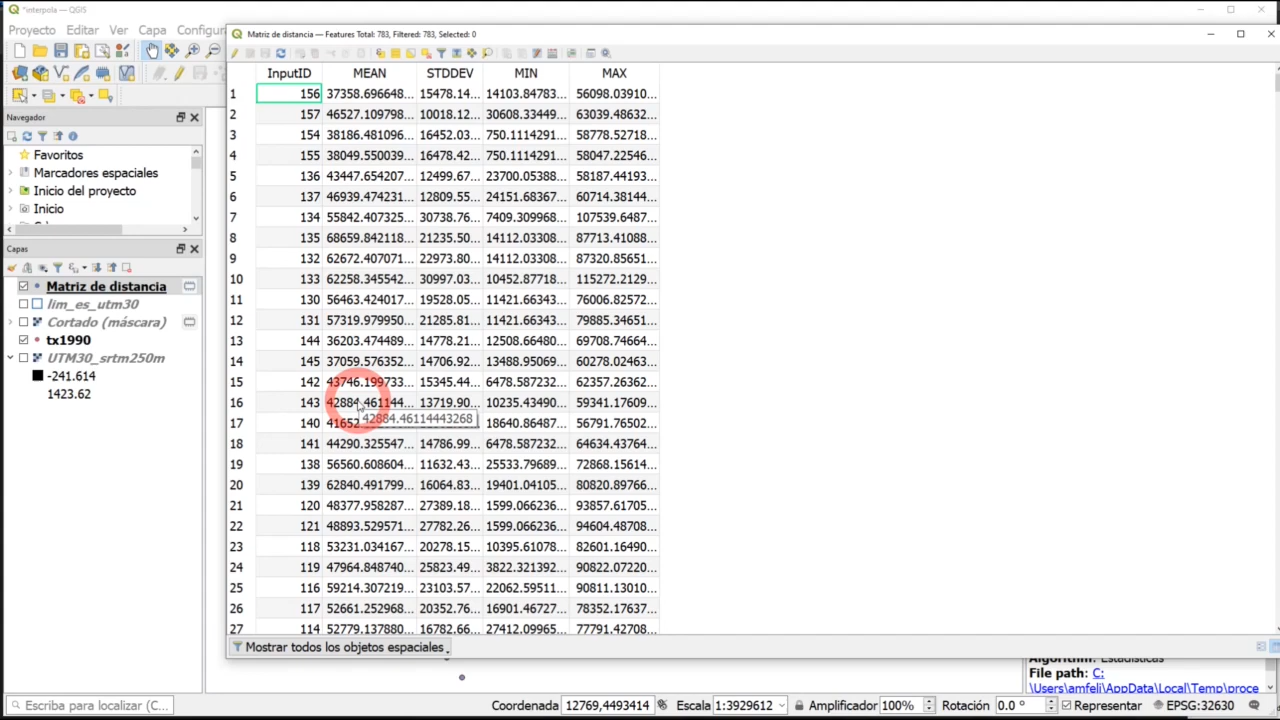 *interpola — QGIS
Proyecto Editar Ver Capa Configur
Matriz de distancia — Features Total: 783, Filtered: 783, Selected: 0
Navegador
Favoritos
Marcadores espaciales
Inicio del proyecto
Inicio
Capas
Matriz de distancia
lim_es_utm30
Cortado (máscara)
tx1990
UTM30_srtm250m
-241.614
1423.62
InputID MEAN STDDEV MIN MAX
1 156 37358.696648... 15478.14... 14103.84783... 56098.03910...
2 157 46527.109798... 10018.12... 30608.33449... 63039.48632...
3 154 38186.481096... 16452.03... 750.1114291... 58778.52718...
4 155 38049.550039... 16478.42... 750.1114291... 58047.22546...
5 136 43447.654207... 12499.67... 23700.05388... 58187.44193...
6 137 46939.474231... 12809.55... 24151.68367... 60714.38144...
7 134 55842.407325... 30738.76... 7409.309968... 107539.6487...
8 135 68659.842118... 21235.50... 14112.03308... 87713.41088...
9 132 62672.407071... 22973.80... 14112.03308... 87320.85651...
10 133 62258.345542... 30997.03... 10452.87718... 115272.2129...
11 130 56463.424017... 19528.05... 11421.66343... 76006.82572...
12 131 57319.979950... 21285.81... 11421.66343... 79885.34651...
13 144 36203.474489... 14778.21... 12508.66480... 69708.74664...
14 145 37059.576352... 14706.92... 13488.95069... 60278.02463...
15 142 43746.199733... 15345.44... 6478.587232... 62357.26362...
16 143 42884.461144... 13719.90... 10235.43490... 59341.17609...
42884.46114443268
17 140 41652 18640.86487... 56791.76502...
18 141 44290.325547... 14786.99... 6478.587232... 64634.43764...
19 138 56560.608604... 11632.43... 25533.79689... 72868.15614...
20 139 62840.491799... 16064.83... 19401.04105... 80820.89766...
21 120 48377.958287... 27389.18... 1599.066236... 93857.61705...
22 121 48893.529571... 27782.26... 1599.066236... 94604.48708...
23 118 53231.034167... 20278.15... 10395.61078... 82601.16490...
24 119 47964.848740... 25823.49... 3822.321392... 90822.07220...
25 116 59214.307219... 23103.57... 22062.59511... 90811.13010...
26 117 52661.252968... 20352.76... 16901.46727... 78352.17637...
27 114 52779.137880... 16782.66... 27412.09965... 77791.42708...
Mostrar todos los objetos espaciales
Algorithm: Estadísticas
File path: C:
\Users\amfeli\AppData\Local\Temp\proce
Escriba para localizar (C...
Coordenada 12769,4493414 Escala 1:3929612 Amplificador 100% Rotación 0.0 ° Representar EPSG:32630